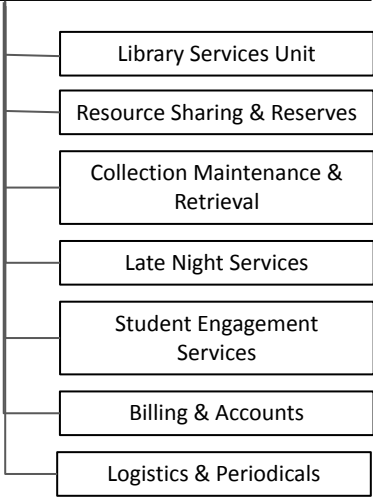 Library Services Unit
Resource Sharing & Reserves
Collection Maintenance &
Retrieval
Late Night Services
Student Engagement
Services
Billing & Accounts
Logistics & Periodicals